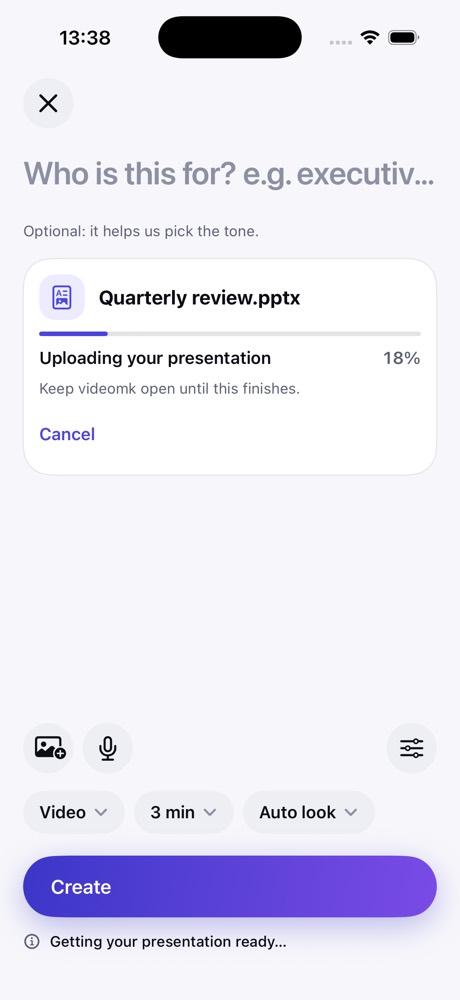 13:38
Who is this for? e.g. executiv...
Optional: it helps us pick the tone.
Quarterly review.pptx
Uploading your presentation 18%
Keep videomk open until this finishes.
Cancel
Video 3 min Auto look
Create
Getting your presentation ready...